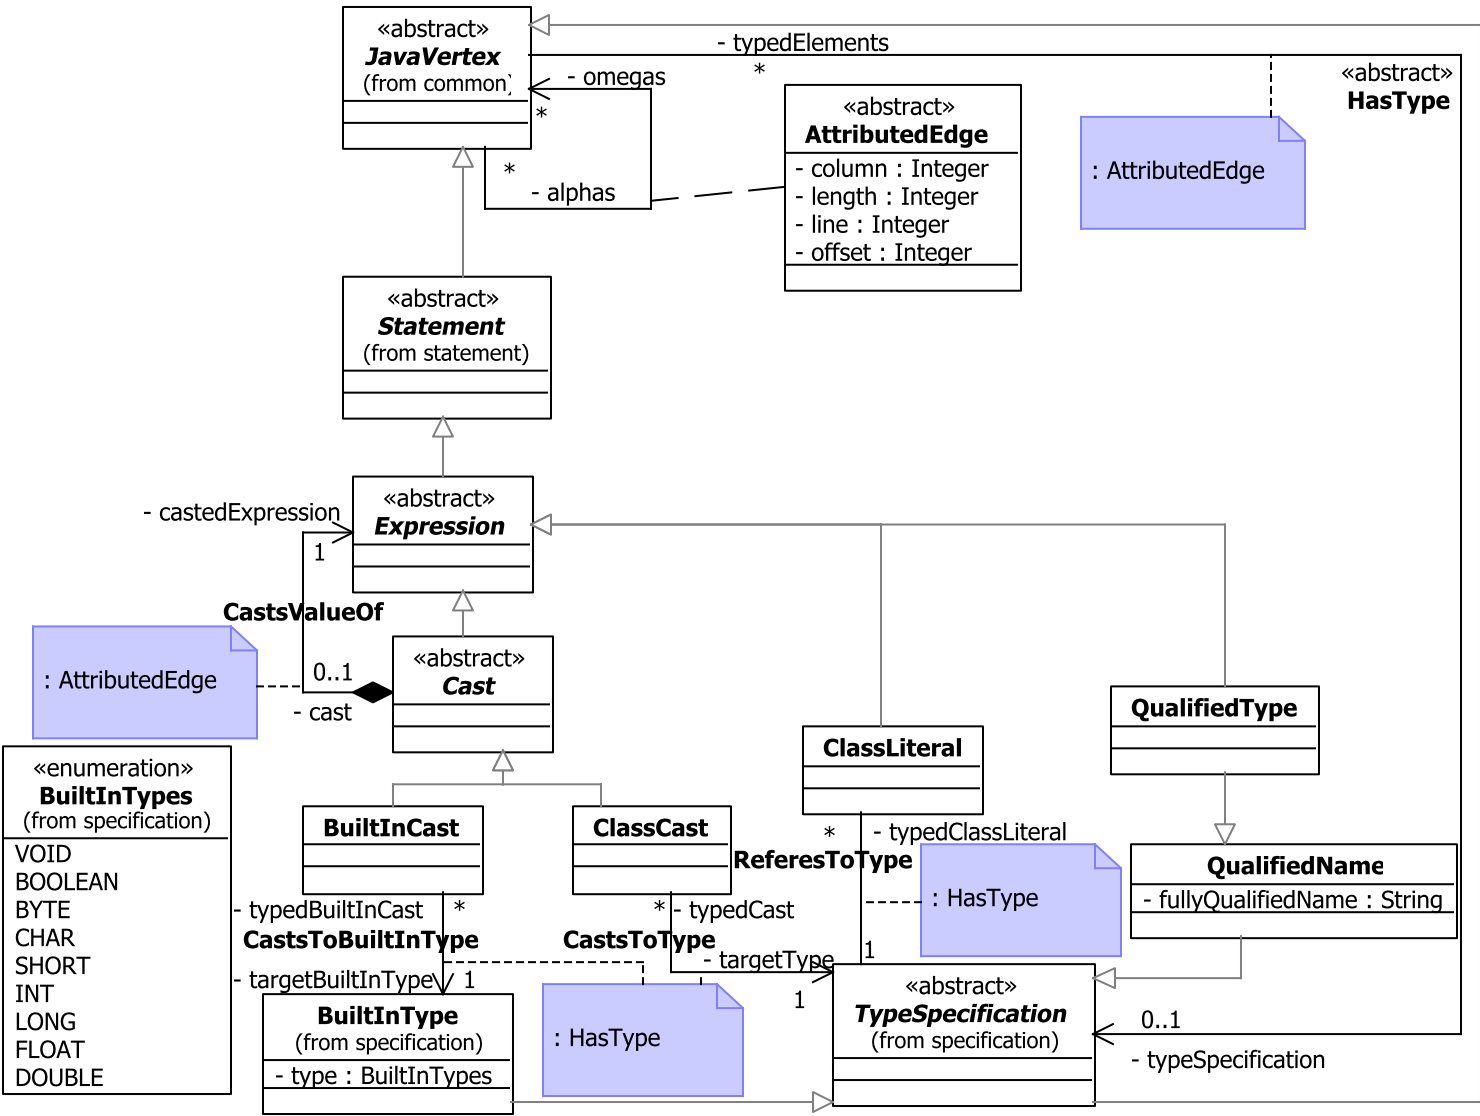 «abstract»
JavaVertex
(from common)
- typedElements
*
- omegas
*
*
- alphas
«abstract»
AttributedEdge
- column : Integer
- length : Integer
- line : Integer
- offset : Integer
«abstract»
HasType
: AttributedEdge
«abstract»
Statement
(from statement)
«abstract»
Expression
- castedExpression
1
CastsValueOf
: AttributedEdge
0..1
- cast
«abstract»
Cast
QualifiedType
ClassLiteral
«enumeration»
BuiltInTypes
(from specification)
VOID
BOOLEAN
BYTE
CHAR
SHORT
INT
LONG
FLOAT
DOUBLE
BuiltInCast
ClassCast
* - typedClassLiteral
ReferesToType
: HasType
QualifiedName
- fullyQualifiedName : String
- typedBuiltInCast *
CastsToBuiltInType
- targetBuiltInType 1
* - typedCast
CastsToType
- targetType
1
1
BuiltInType
(from specification)
- type : BuiltInTypes
: HasType
«abstract»
TypeSpecification
(from specification)
0..1
- typeSpecification